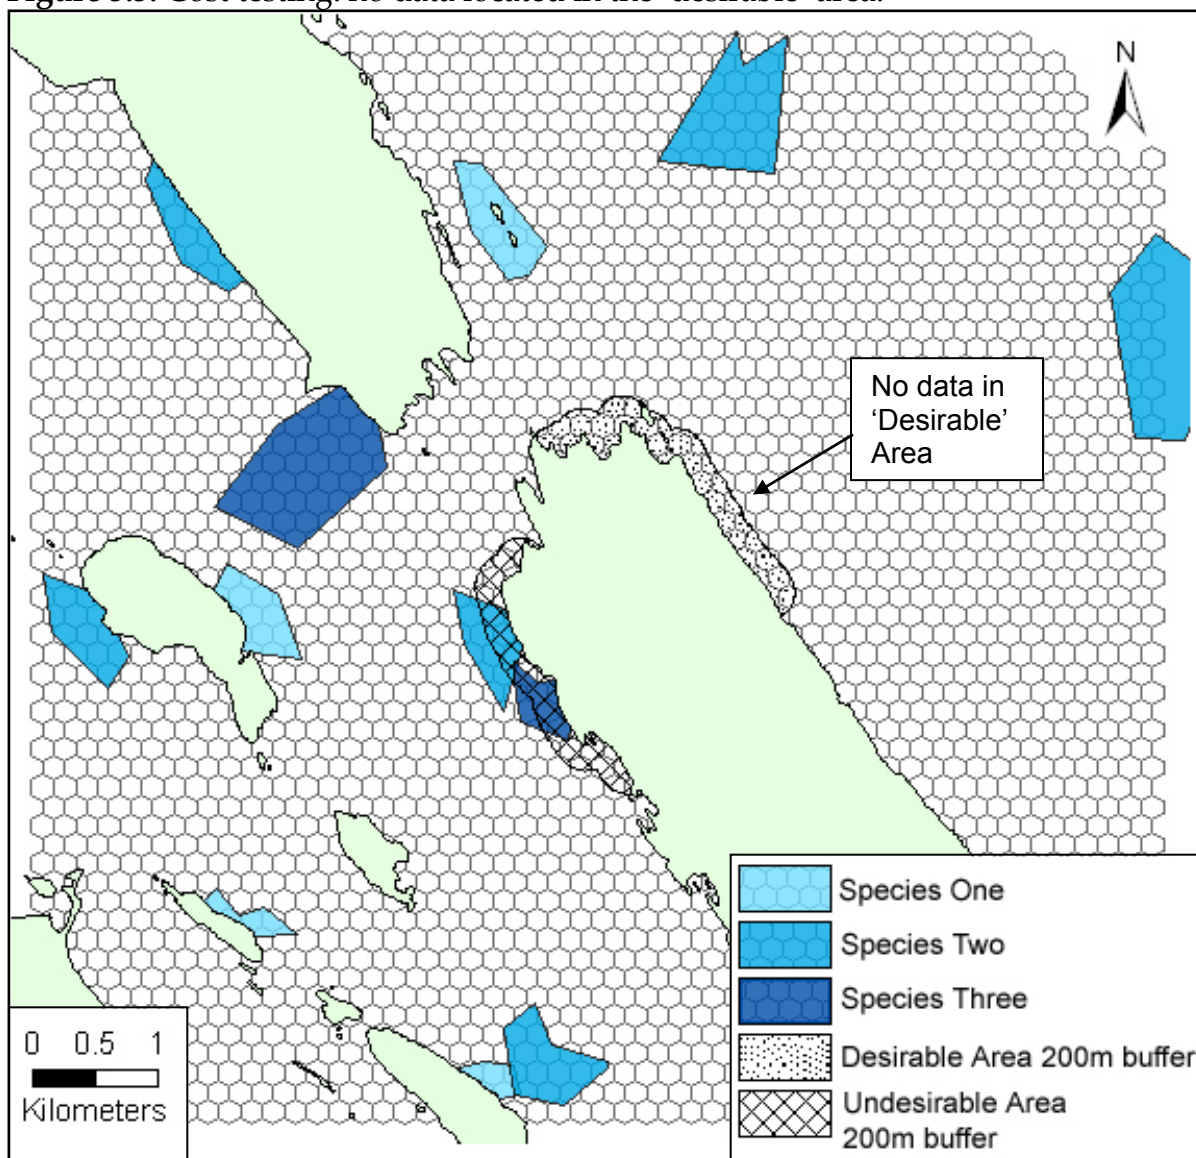 N
No data in
‘Desirable’
Area
Species One
Species Two
Species Three
Desirable Area 200m buffer
Undesirable Area
200m buffer
0 0.5 1
Kilometers